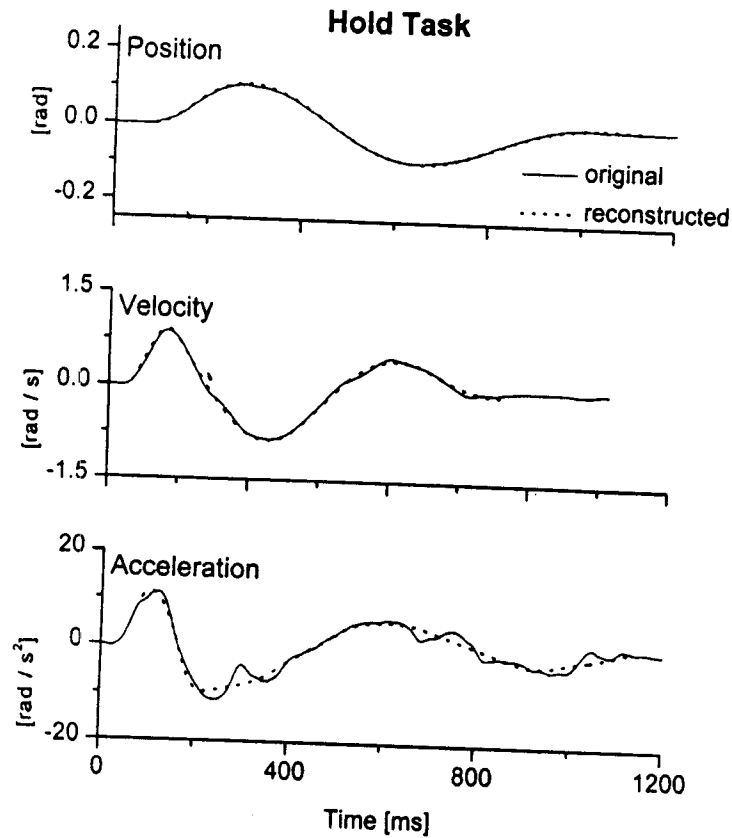 Hold Task
Position
0.2
0.0
-0.2
[rad]
original
reconstructed
1.5
Velocity
0.0
-1.5
[rad / s]
20
Acceleration
0
-20
[rad / s²]
0 400 800 1200
Time [ms]